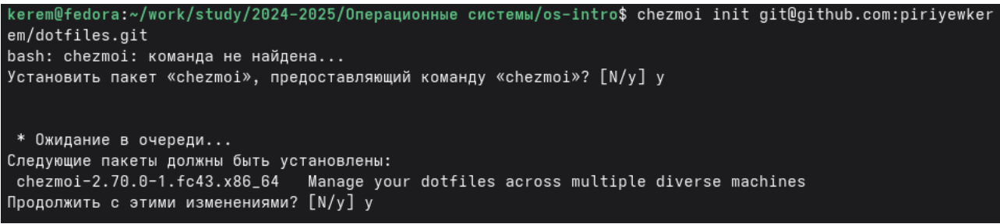 kerem@fedora:~/work/study/2024-2025/Операционные системы/os-intro$ chezmoi init git@github.com:piriyewker
em/dotfiles.git
bash: chezmoi: команда не найдена...
Установить пакет «chezmoi», предоставляющий команду «chezmoi»? [N/y] y
* Ожидание в очереди...
Следующие пакеты должны быть установлены:
chezmoi-2.70.0-1.fc43.x86_64   Manage your dotfiles across multiple diverse machines
Продолжить с этими изменениями? [N/y] y